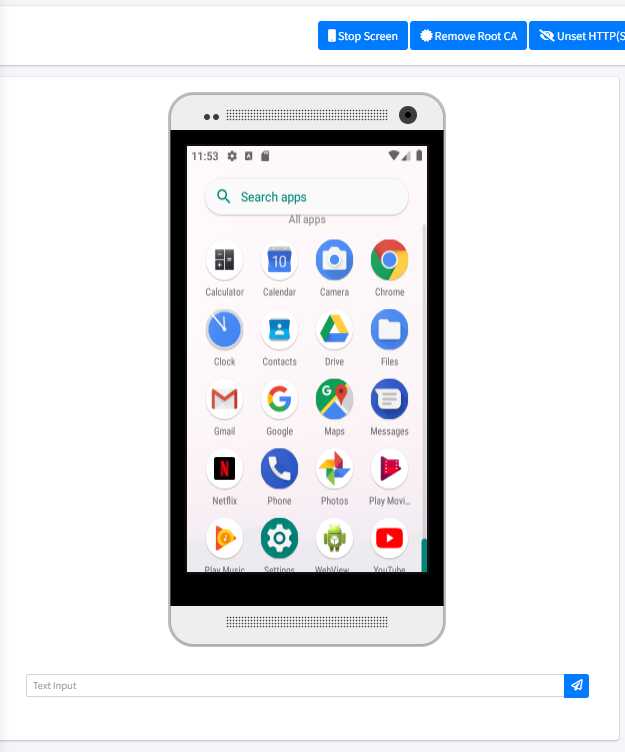 Stop Screen Remove Root CA Unset HTTP(S
11:53
Search apps
All apps
10
Calculator Calendar Camera Chrome
Clock Contacts Drive Files
Gmail Google Maps Messages
Netflix Phone Photos Play Movi...
Play Music Settings WebView YouTube
Text Input